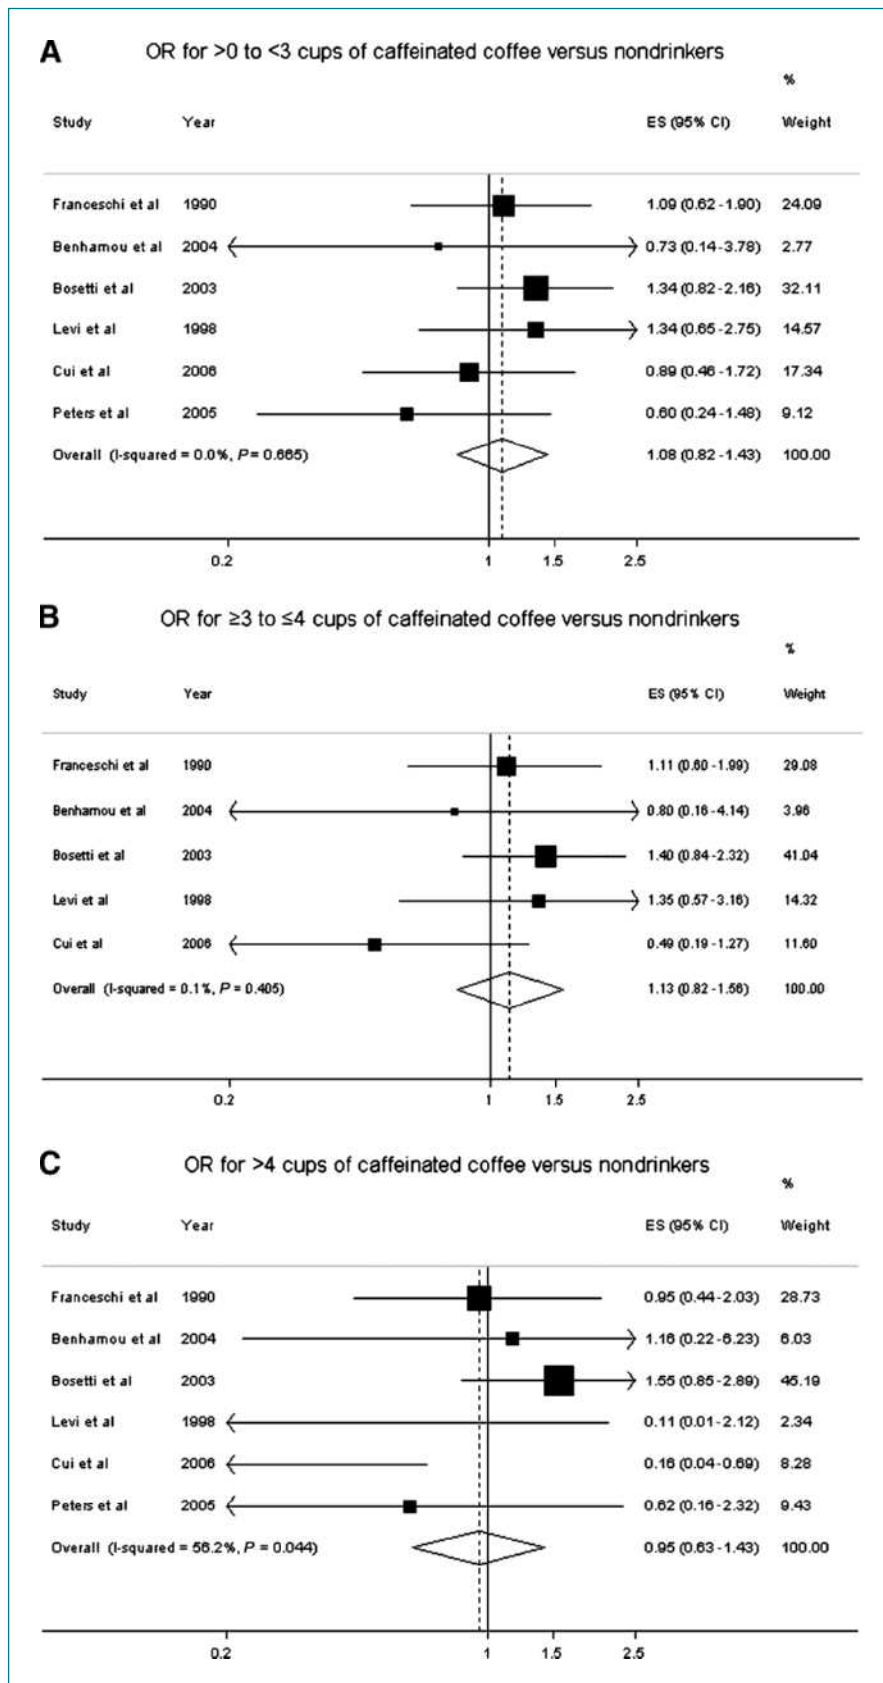 A OR for >0 to <3 cups of caffeinated coffee versus nondrinkers
%
Study Year ES (95% CI) Weight
Franceschi et al 1990 1.09 (0.62 - 1.90) 24.09
Benhamou et al 2004 0.73 (0.14 - 3.78) 2.77
Bosetti et al 2003 1.34 (0.82 - 2.16) 32.11
Levi et al 1998 1.34 (0.65 - 2.75) 14.57
Cui et al 2006 0.89 (0.46 - 1.72) 17.34
Peters et al 2005 0.60 (0.24 - 1.48) 9.12
Overall (I-squared = 0.0%, P = 0.665) 1.08 (0.82 - 1.43) 100.00
0.2 1 1.5 2.5
B OR for ≥3 to ≤4 cups of caffeinated coffee versus nondrinkers
%
Study Year ES (95% CI) Weight
Franceschi et al 1990 1.11 (0.60 - 1.99) 29.08
Benhamou et al 2004 0.80 (0.16 - 4.14) 3.96
Bosetti et al 2003 1.40 (0.84 - 2.32) 41.04
Levi et al 1998 1.35 (0.57 - 3.16) 14.32
Cui et al 2006 0.49 (0.19 - 1.27) 11.60
Overall (I-squared = 0.1%, P = 0.405) 1.13 (0.82 - 1.56) 100.00
0.2 1 1.5 2.5
C OR for >4 cups of caffeinated coffee versus nondrinkers
%
Study Year ES (95% CI) Weight
Franceschi et al 1990 0.95 (0.44 - 2.03) 28.73
Benhamou et al 2004 1.16 (0.22 - 6.23) 6.03
Bosetti et al 2003 1.55 (0.85 - 2.89) 45.19
Levi et al 1998 0.11 (0.01 - 2.12) 2.34
Cui et al 2006 0.16 (0.04 - 0.69) 8.28
Peters et al 2005 0.62 (0.16 - 2.32) 9.43
Overall (I-squared = 56.2%, P = 0.044) 0.95 (0.63 - 1.43) 100.00
0.2 1 1.5 2.5